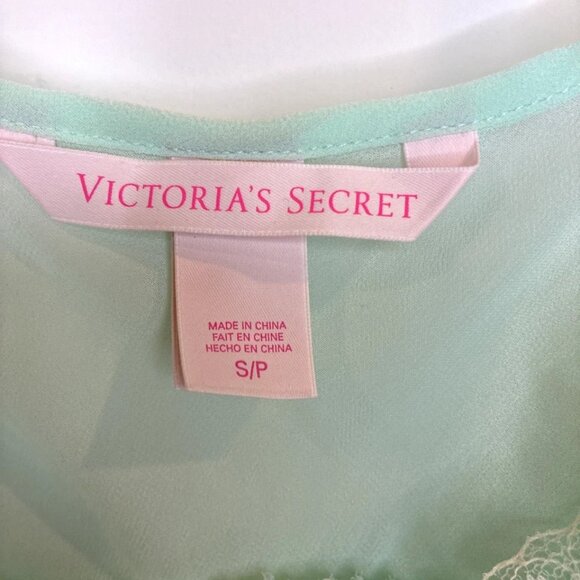 VICTORIA'S SECRET
MADE IN CHINA
FAIT EN CHINE
HECHO EN CHINA
S/P